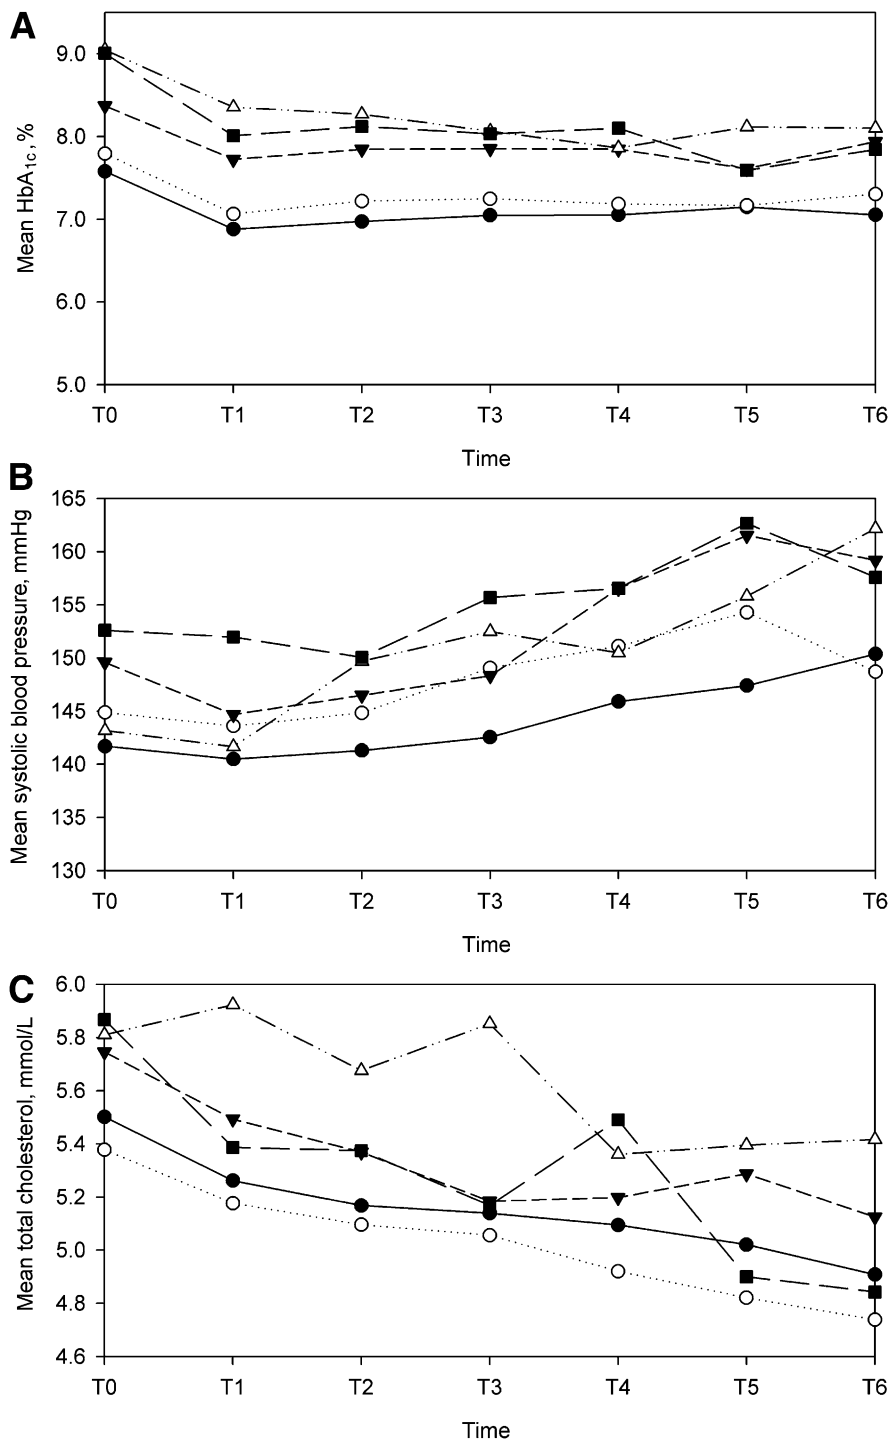 A
Mean HbA1c, %
9.0
8.0
7.0
6.0
5.0
T0 T1 T2 T3 T4 T5 T6
Time
B
Mean systolic blood pressure, mmHg
165
160
155
150
145
140
135
130
T0 T1 T2 T3 T4 T5 T6
Time
C
Mean total cholesterol, mmol/L
6.0
5.8
5.6
5.4
5.2
5.0
4.8
4.6
T0 T1 T2 T3 T4 T5 T6
Time